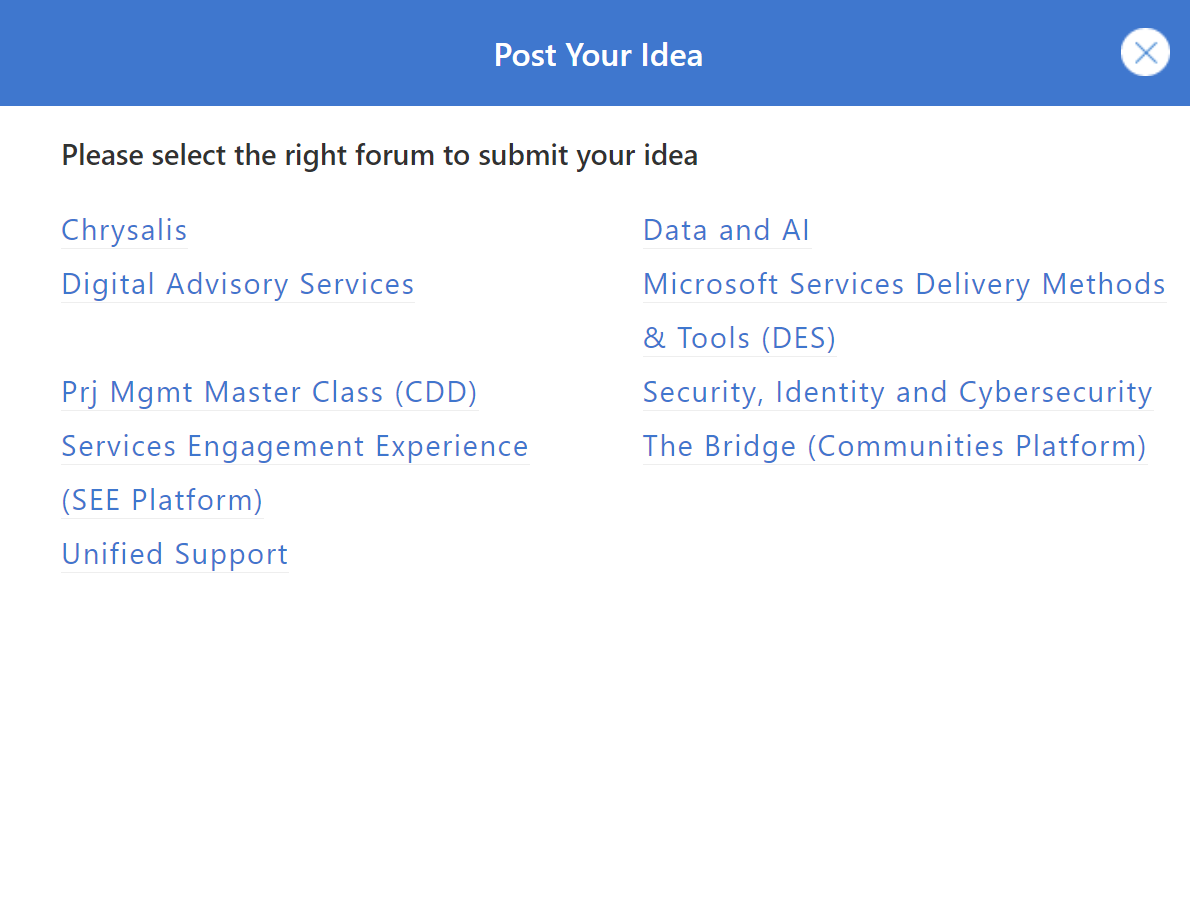 Post Your Idea
Please select the right forum to submit your idea
Chrysalis
Data and AI
Digital Advisory Services
Microsoft Services Delivery Methods
& Tools (DES)
Prj Mgmt Master Class (CDD)
Security, Identity and Cybersecurity
Services Engagement Experience
(SEE Platform)
The Bridge (Communities Platform)
Unified Support